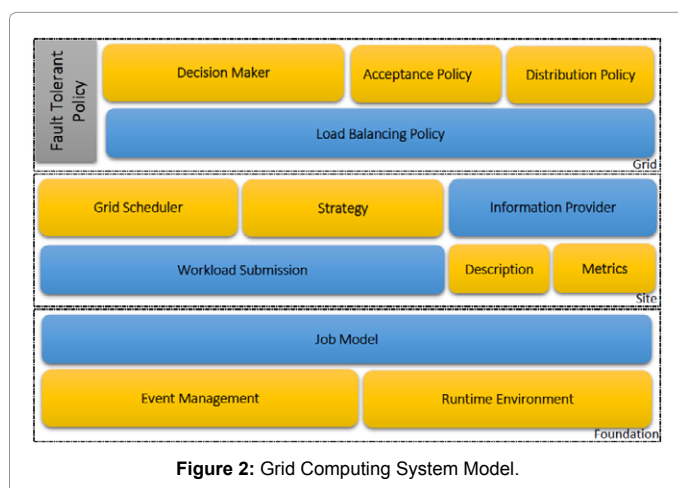 Fault Tolerant
Policy
Decision Maker
Acceptance Policy
Distribution Policy
Load Balancing Policy
Grid
Grid Scheduler
Strategy
Information Provider
Workload Submission
Description
Metrics
Site
Job Model
Event Management
Runtime Environment
Foundation
Figure 2: Grid Computing System Model.